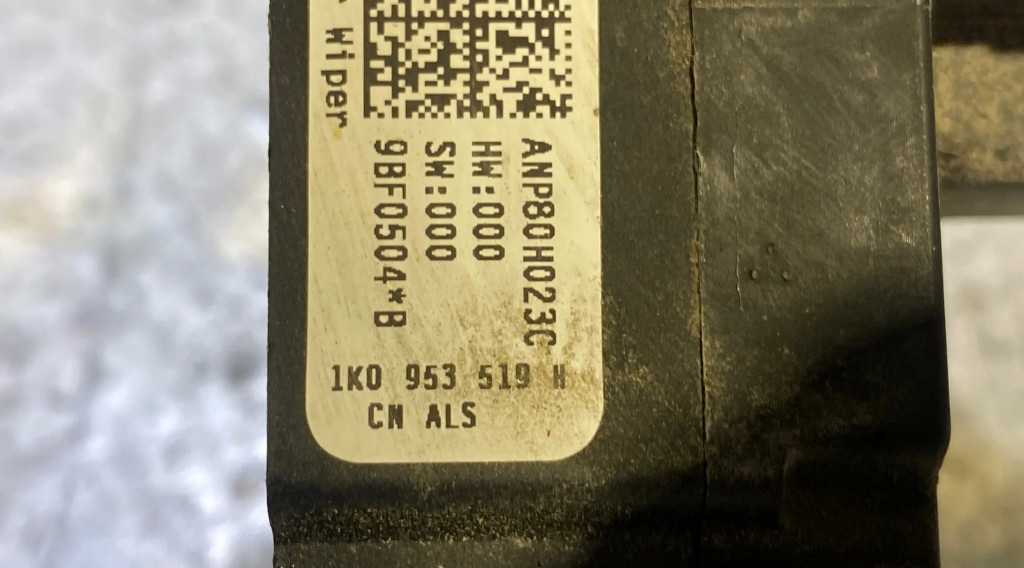 Wiper
ANP80H023C
HW:000
SW:000
9BF0504*B
1K0 953 519 H
CN ALS